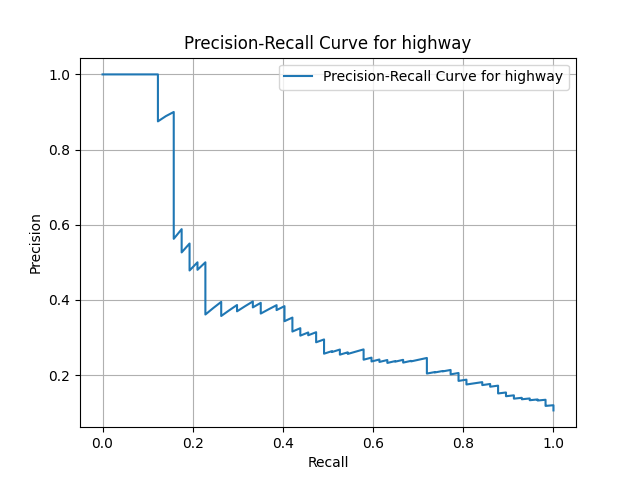 Precision-Recall Curve for highway
Precision-Recall Curve for highway
1.0
0.8
0.6
0.4
0.2
Precision
0.0 0.2 0.4 0.6 0.8 1.0
Recall